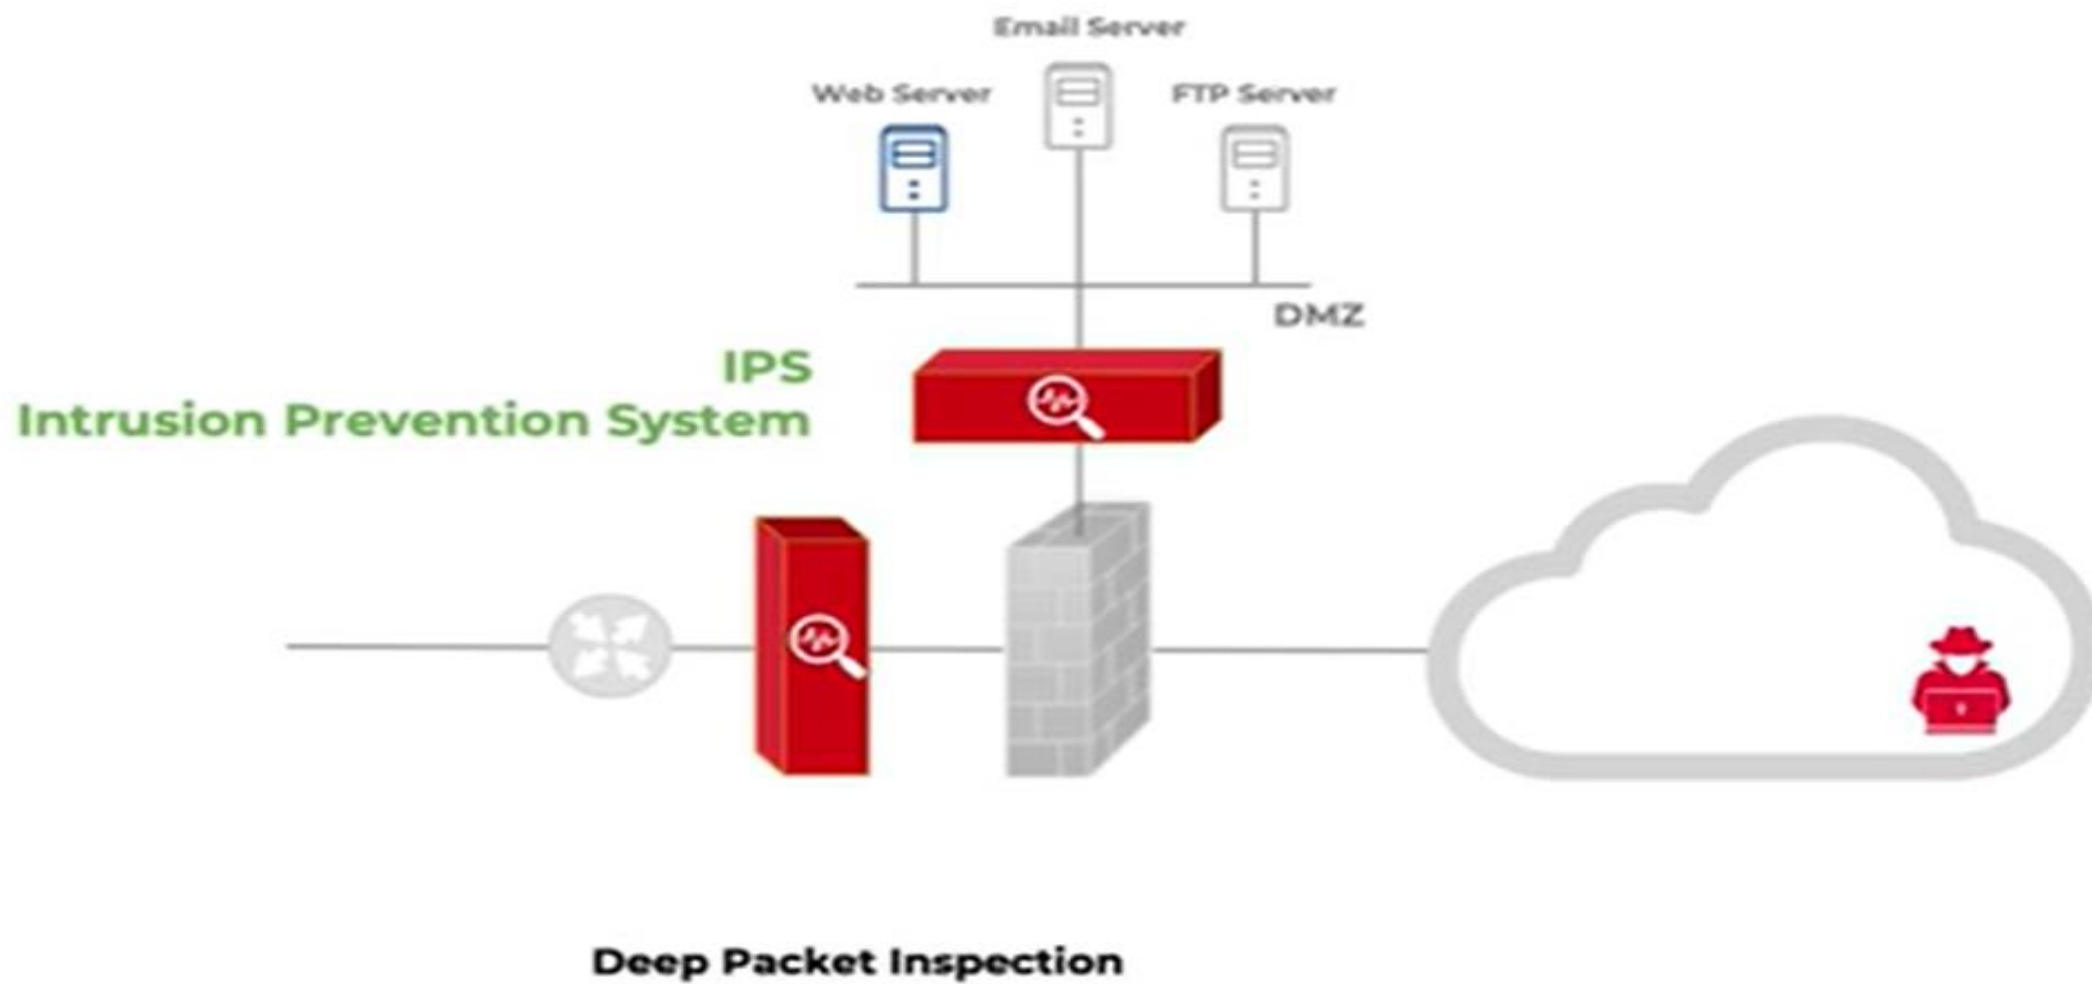 Email Server
Web Server
FTP Server
DMZ
IPS
Intrusion Prevention System
Deep Packet Inspection